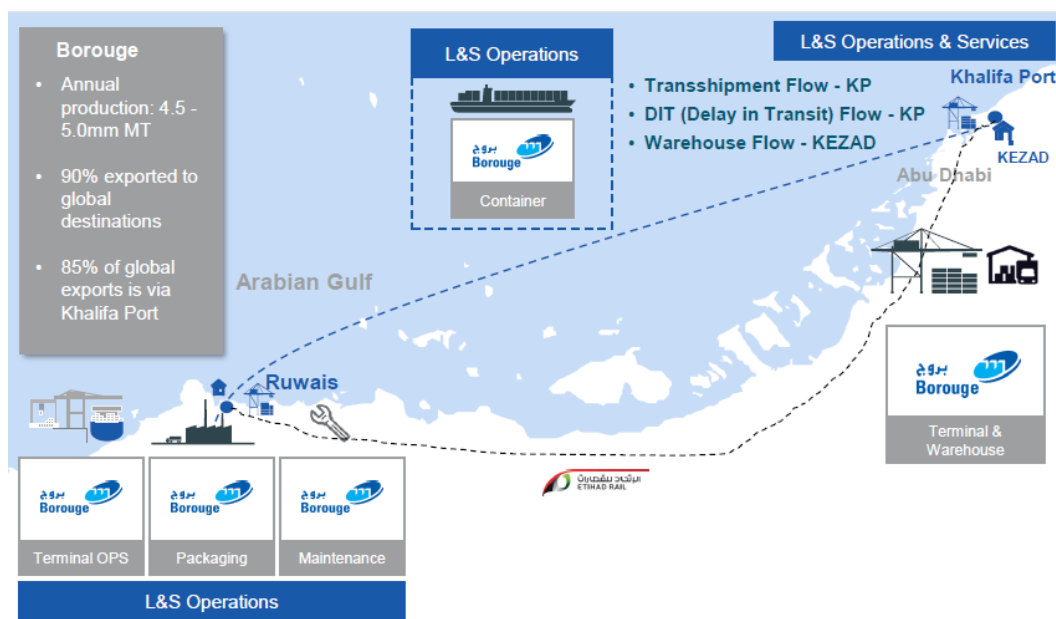 Borouge
• Annual
production: 4.5 -
5.0mm MT
• 90% exported to
global
destinations
• 85% of global
exports is via
Khalifa Port
L&S Operations
بروج
Borouge
Container
L&S Operations & Services
• Transshipment Flow - KP
• DIT (Delay in Transit) Flow - KP
• Warehouse Flow - KEZAD
Khalifa Port
KEZAD
Abu Dhabi
Arabian Gulf
Ruwais
بروج
Borouge
Terminal &
Warehouse
ETIHAD RAIL
بروج
Borouge
Terminal OPS
بروج
Borouge
Packaging
بروج
Borouge
Maintenance
L&S Operations